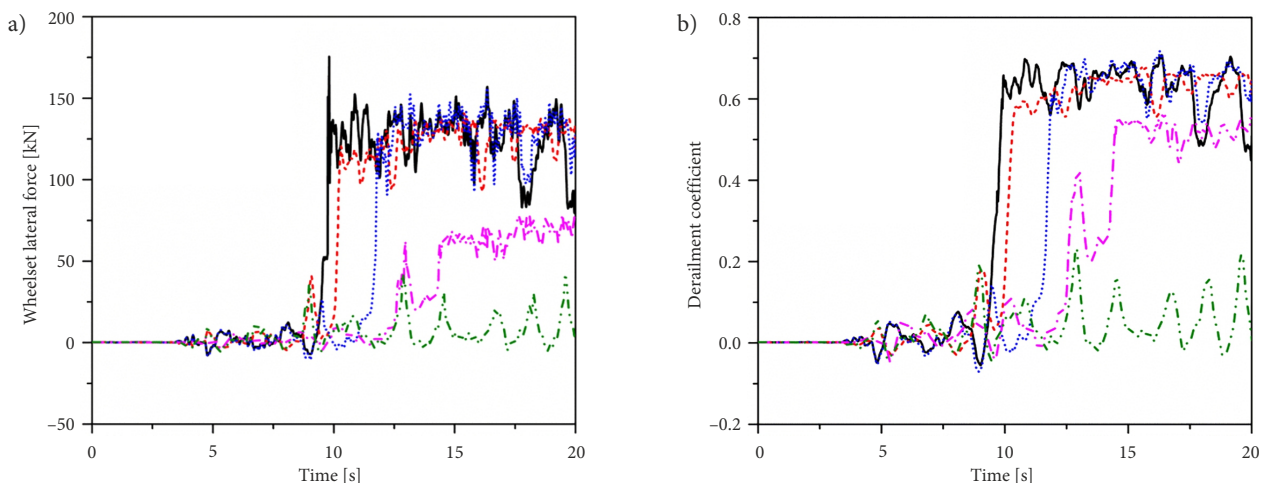 a)
200
150
100
50
0
−50
Wheelset lateral force [kN]
0 5 10 15 20
Time [s]
b)
0.8
0.6
0.4
0.2
0.0
−0.2
Derailment coefficient
0 5 10 15 20
Time [s]